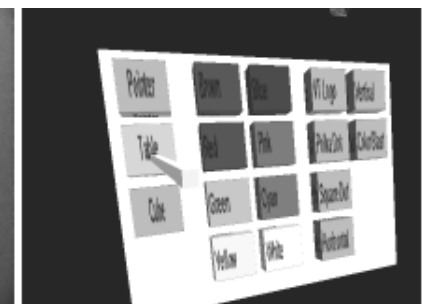 Pointer
Brown
Blue
VT Logo
Vertical
Table
Red
Pink
Polka Dot
Color Blast
Cube
Green
Cyan
Square Dot
Yellow
White
Horizontal